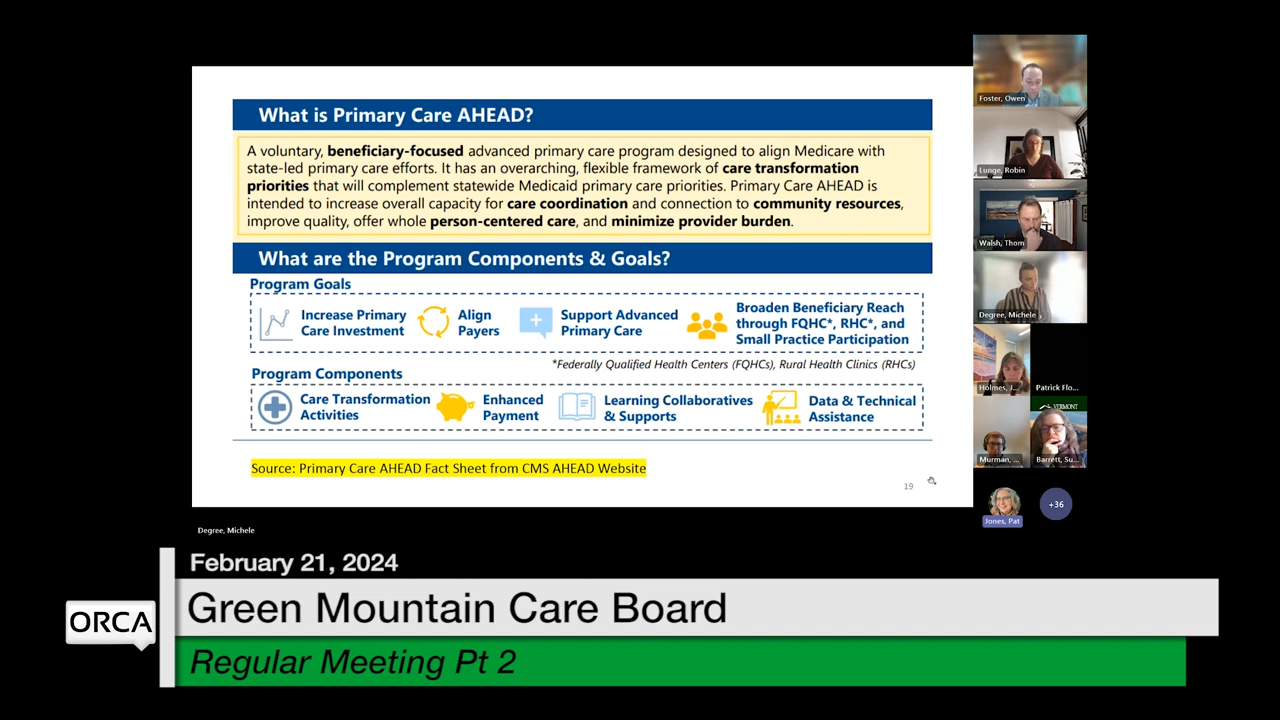 What is Primary Care AHEAD?
A voluntary, beneficiary-focused advanced primary care program designed to align Medicare with
state-led primary care efforts. It has an overarching, flexible framework of care transformation
priorities that will complement statewide Medicaid primary care priorities. Primary Care AHEAD is
intended to increase overall capacity for care coordination and connection to community resources,
improve quality, offer whole person-centered care, and minimize provider burden.
What are the Program Components & Goals?
Program Goals
Increase Primary
Care Investment
Align
Payers
Support Advanced
Primary Care
Broaden Beneficiary Reach
through FQHC*, RHC*, and
Small Practice Participation
*Federally Qualified Health Centers (FQHCs), Rural Health Clinics (RHCs)
Program Components
Care Transformation
Activities
Enhanced
Payment
Learning Collaboratives
& Supports
Data & Technical
Assistance
Source: Primary Care AHEAD Fact Sheet from CMS AHEAD Website
19
Foster, Owen
Lunge, Robin
Walsh, Thom
Degree, Michele
Holmes, J...
Patrick Flo...
VERMONT
Murman, ...
Barrett, Su...
Jones, Pat
+36
Degree, Michele
February 21, 2024
ORCA
Green Mountain Care Board
Regular Meeting Pt 2